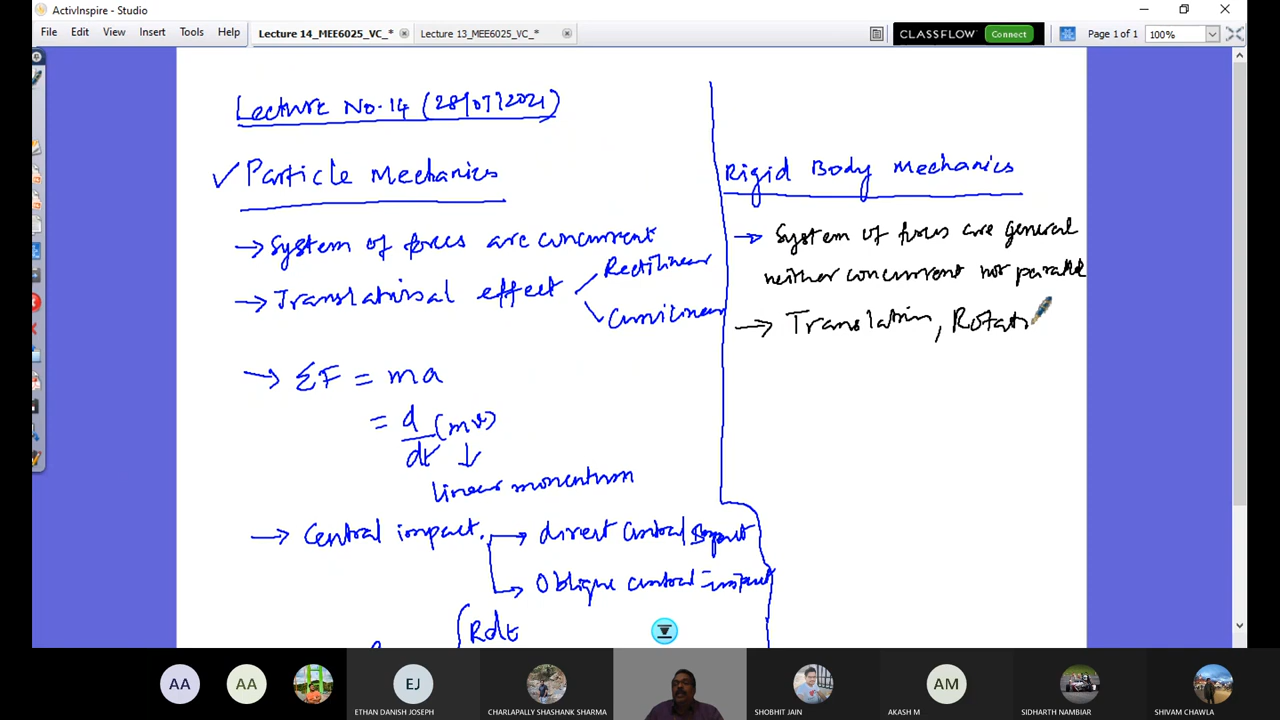 ActivInspire - Studio
File Edit View Insert Tools Help
Lecture 14_MEE6025_VC_*
Lecture 13_MEE6025_VC_*
CLASSFLOW Connect
Page 1 of 1
100%
Lecture No. 14 (28/07/2021)
✓ Particle Mechanics
→ System of forces are concurrent
→ Translational effect
Rectilinear
Curvilinear
→ ΣF = ma
= d/dt (mv)
↓
linear momentum
→ Central impact. → direct central Impact
→ Oblique central impact
∫Rdt
Rigid Body Mechanics
→ System of forces are general
neither concurrent nor parallel
→ Translation, Rotati
AA
AA
EJ
ETHAN DANISH JOSEPH
CHARLAPALLY SHASHANK SHARMA
SHOBHIT JAIN
AM
AKASH M
SIDHARTH NAMBIAR
SHIVAM CHAWLA